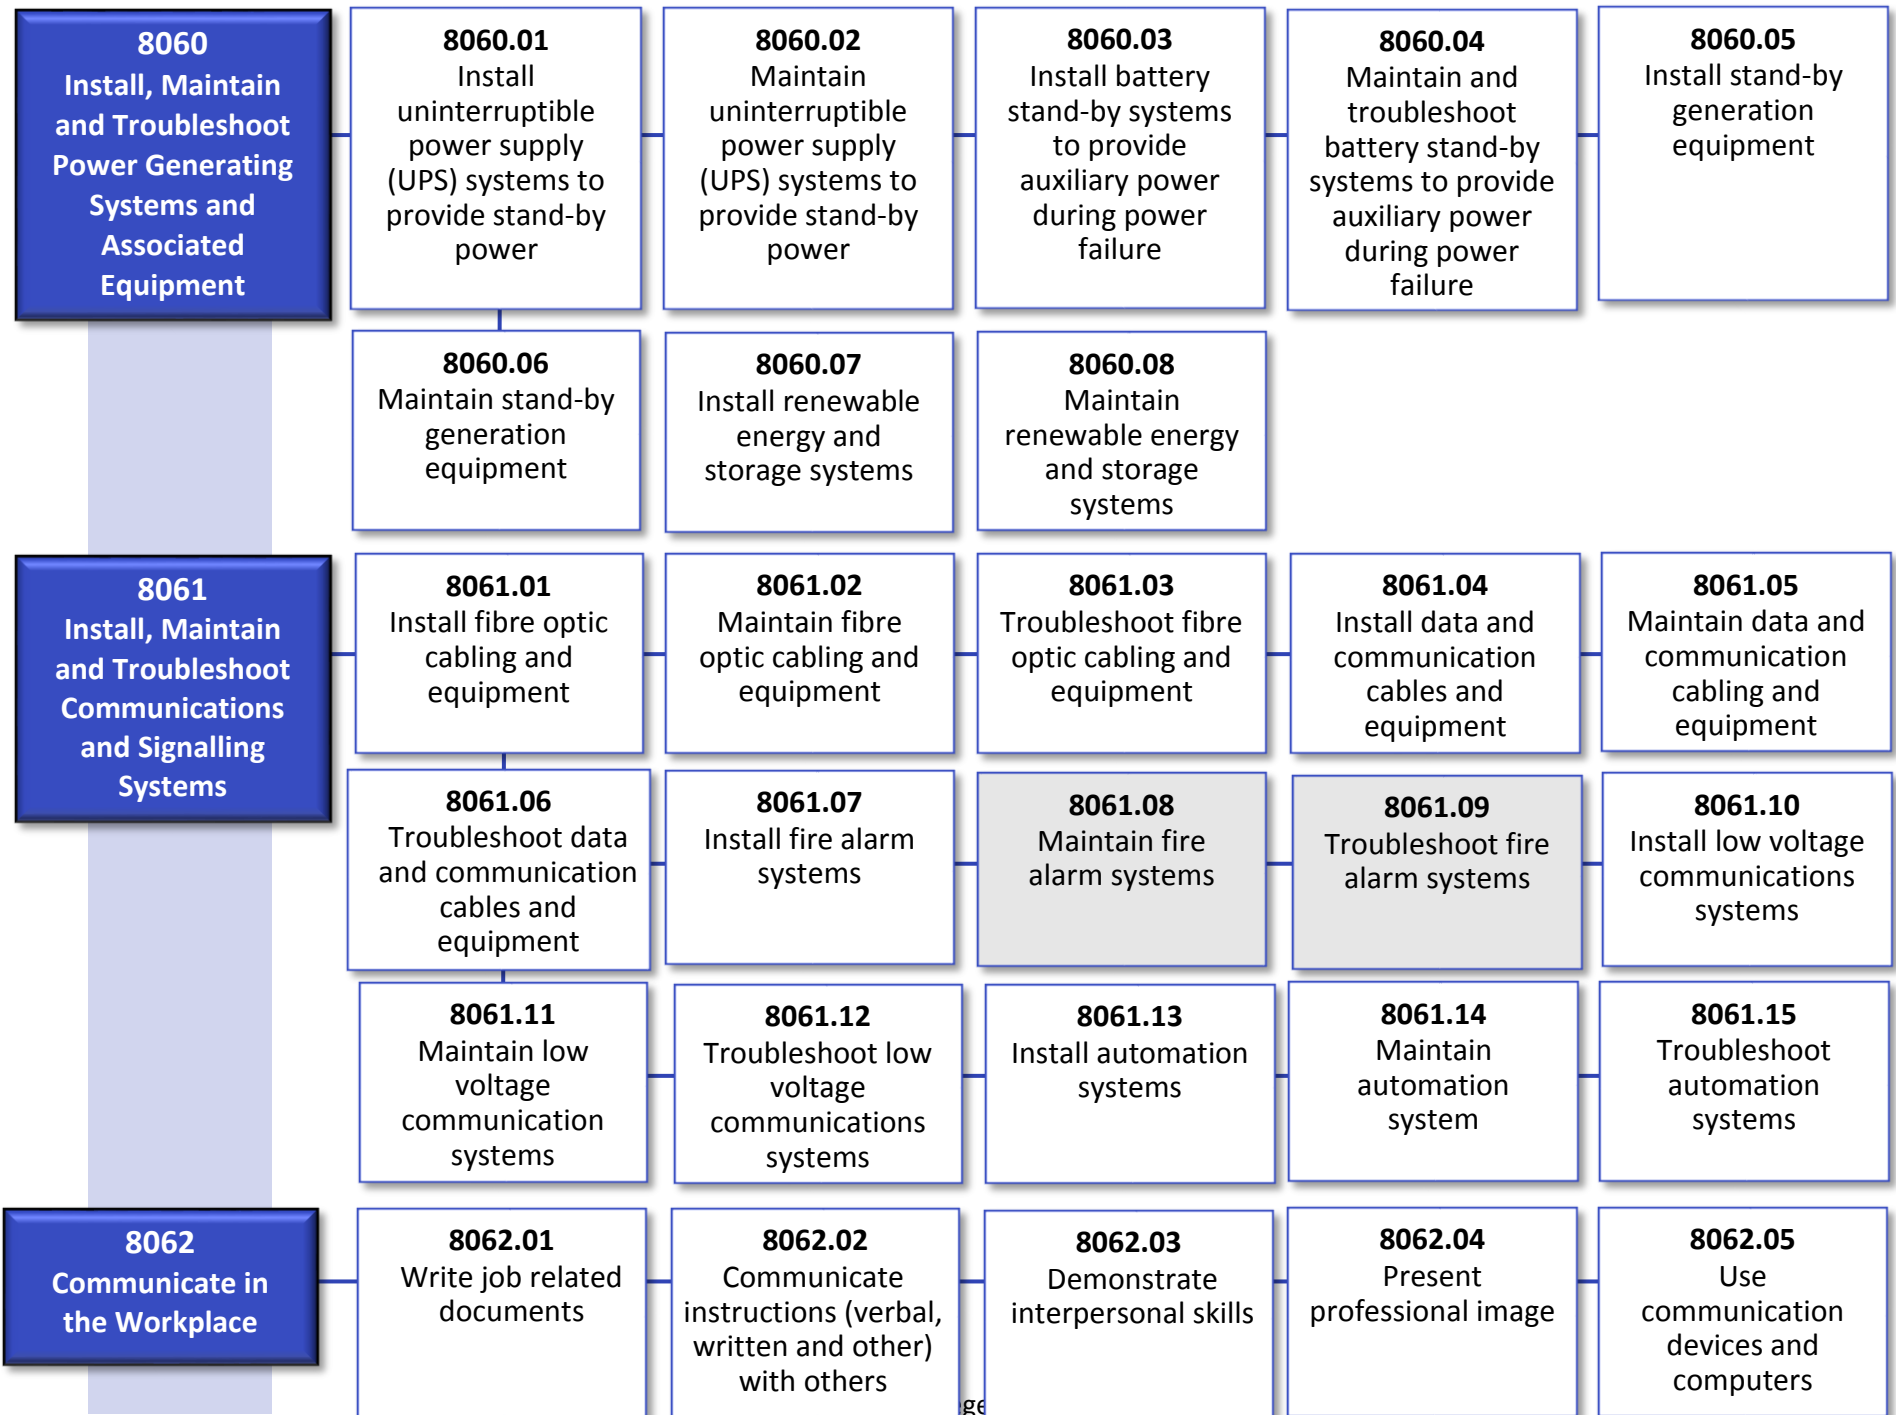 8060
Install, Maintain
and Troubleshoot
Power Generating
Systems and
Associated
Equipment
8060.01
Install
uninterruptible
power supply
(UPS) systems to
provide stand-by
power
8060.02
Maintain
uninterruptible
power supply
(UPS) systems to
provide stand-by
power
8060.03
Install battery
stand-by systems
to provide
auxiliary power
during power
failure
8060.04
Maintain and
troubleshoot
battery stand-by
systems to provide
auxiliary power
during power
failure
8060.05
Install stand-by
generation
equipment
8060.06
Maintain stand-by
generation
equipment
8060.07
Install renewable
energy and
storage systems
8060.08
Maintain
renewable energy
and storage
systems
8061
Install, Maintain
and Troubleshoot
Communications
and Signalling
Systems
8061.01
Install fibre optic
cabling and
equipment
8061.02
Maintain fibre
optic cabling and
equipment
8061.03
Troubleshoot fibre
optic cabling and
equipment
8061.04
Install data and
communication
cables and
equipment
8061.05
Maintain data and
communication
cabling and
equipment
8061.06
Troubleshoot data
and communication
cables and
equipment
8061.07
Install fire alarm
systems
8061.08
Maintain fire
alarm systems
8061.09
Troubleshoot fire
alarm systems
8061.10
Install low voltage
communications
systems
8061.11
Maintain low
voltage
communication
systems
8061.12
Troubleshoot low
voltage
communications
systems
8061.13
Install automation
systems
8061.14
Maintain
automation
system
8061.15
Troubleshoot
automation
systems
8062
Communicate in
the Workplace
8062.01
Write job related
documents
8062.02
Communicate
instructions (verbal,
written and other)
with others
8062.03
Demonstrate
interpersonal skills
8062.04
Present
professional image
8062.05
Use
communication
devices and
computers